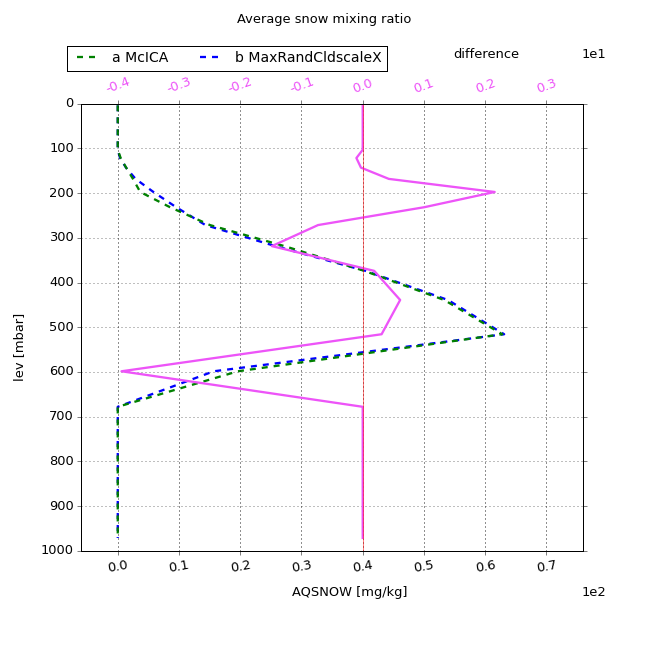 Average snow mixing ratio
a McICA b MaxRandCldscaleX difference 1e1
-0.4 -0.3 -0.2 -0.1 0.0 0.1 0.2 0.3
0
100
200
300
400
500
600
700
800
900
1000
lev [mbar]
0.0 0.1 0.2 0.3 0.4 0.5 0.6 0.7
AQSNOW [mg/kg] 1e2